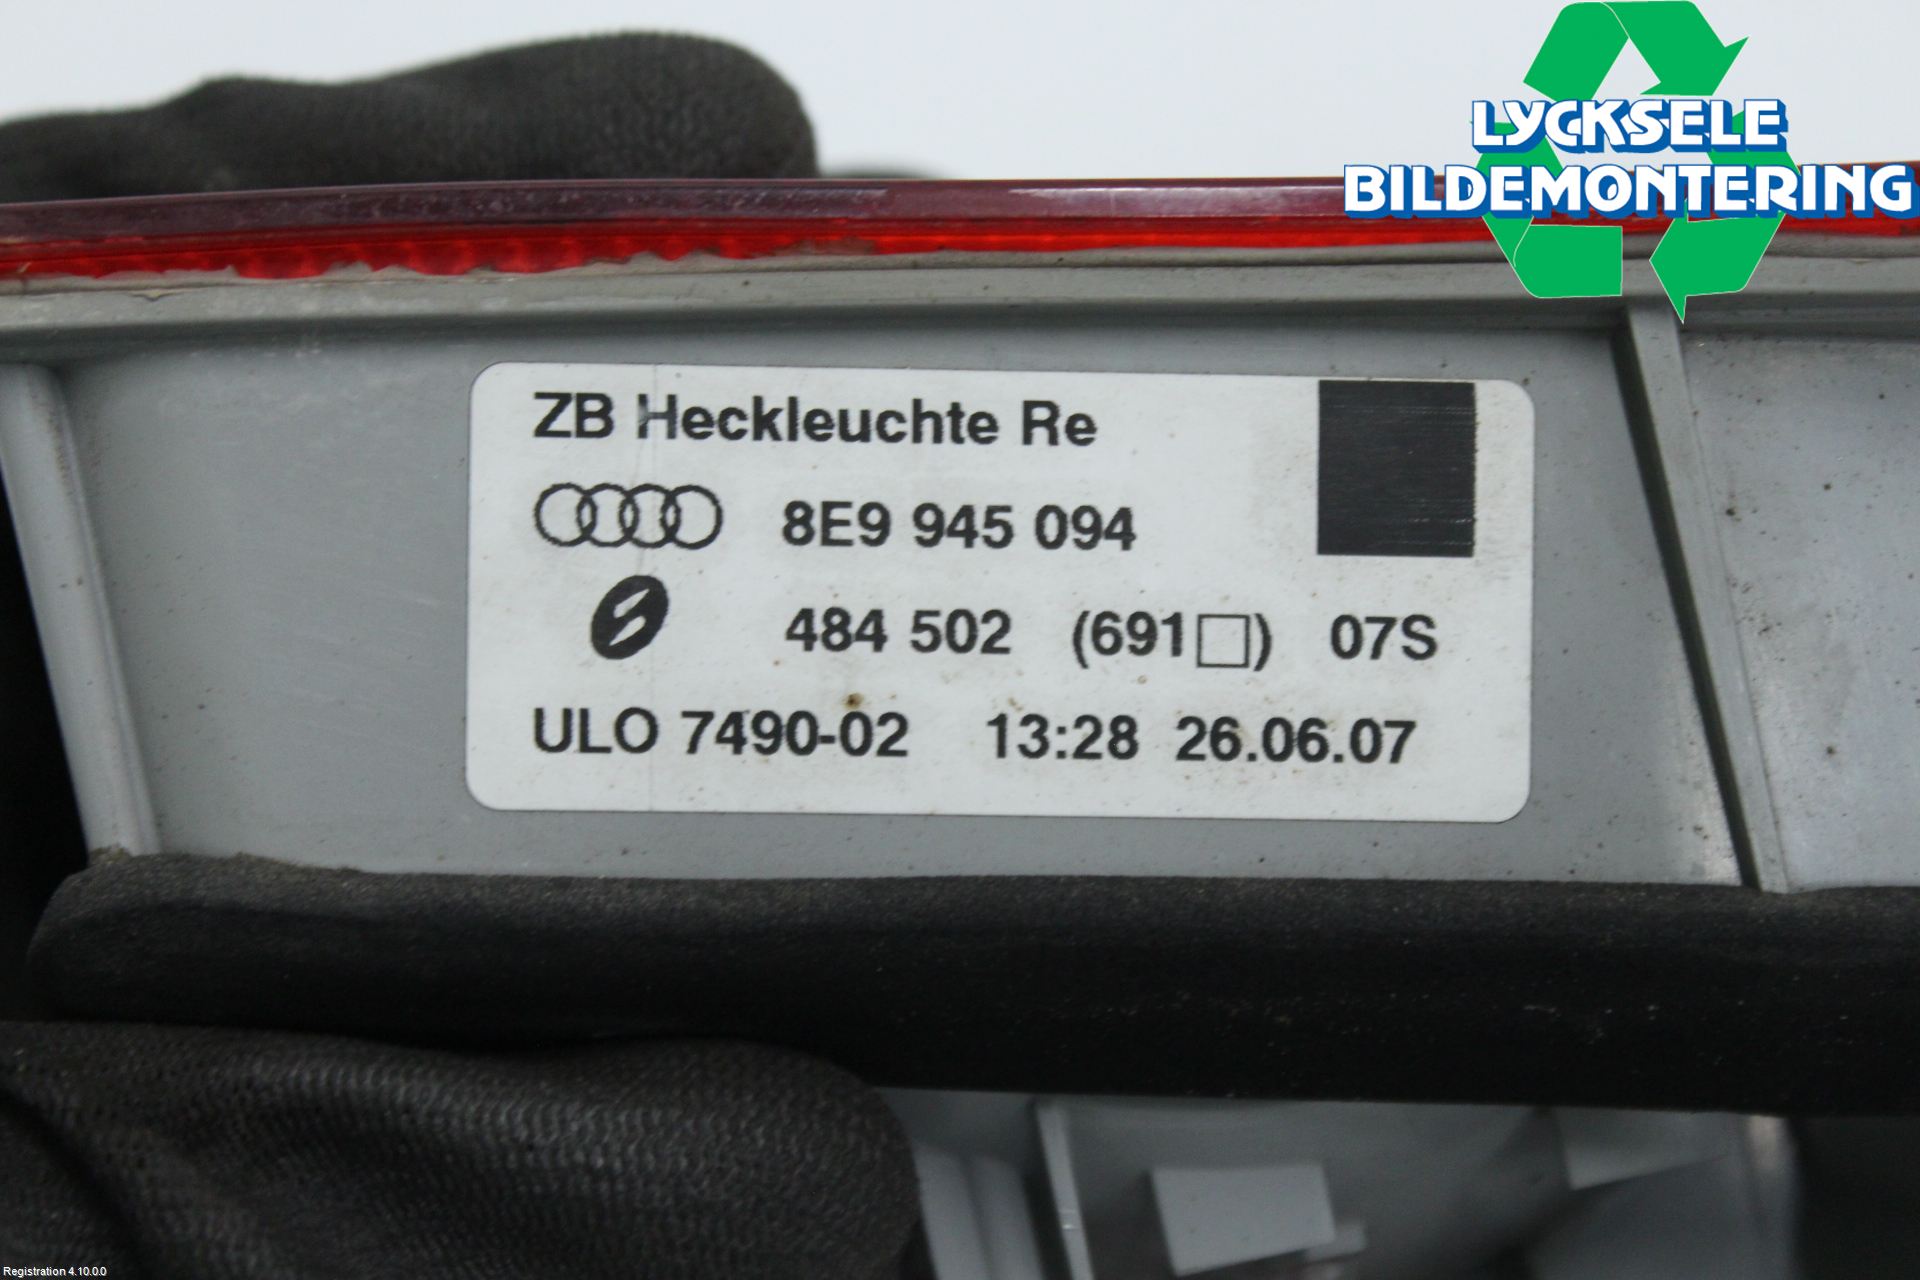 LYCKSELE
BILDEMONTERING
ZB Heckleuchte Re
8E9 945 094
484 502 (691□) 07S
ULO 7490-02 13:28 26.06.07
Registration 4.10.0.0